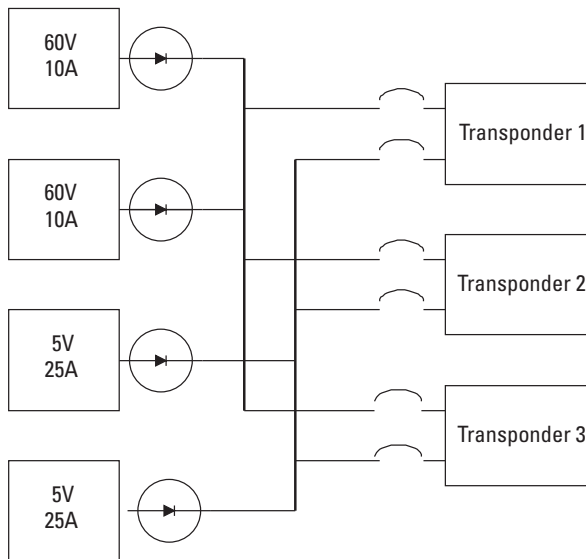 60V
10A
60V
10A
5V
25A
5V
25A
Transponder 1
Transponder 2
Transponder 3